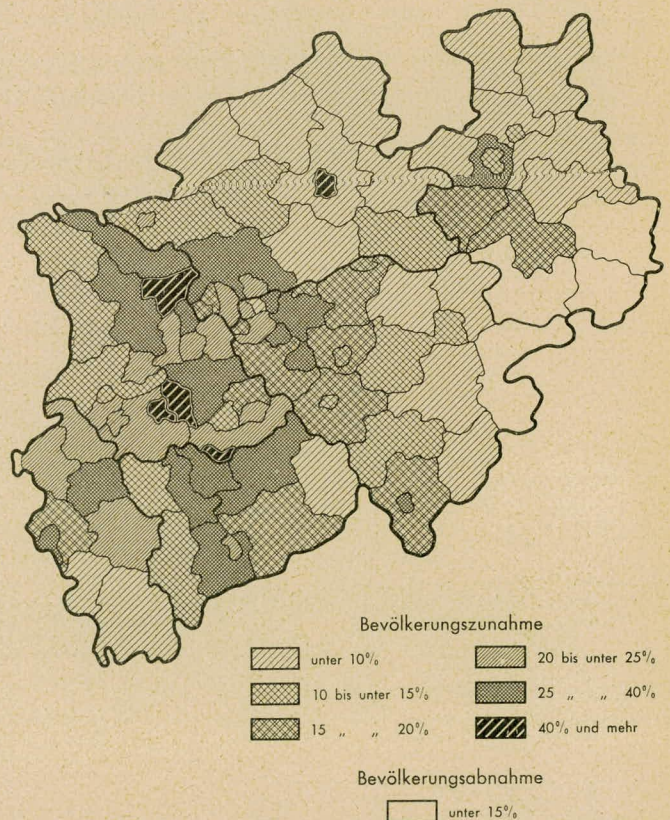 Bevölkerungszunahme
unter 10%
10 bis unter 15%
15 „ „ 20%
20 bis unter 25%
25 „ „ 40%
40% und mehr
Bevölkerungsabnahme
unter 15%